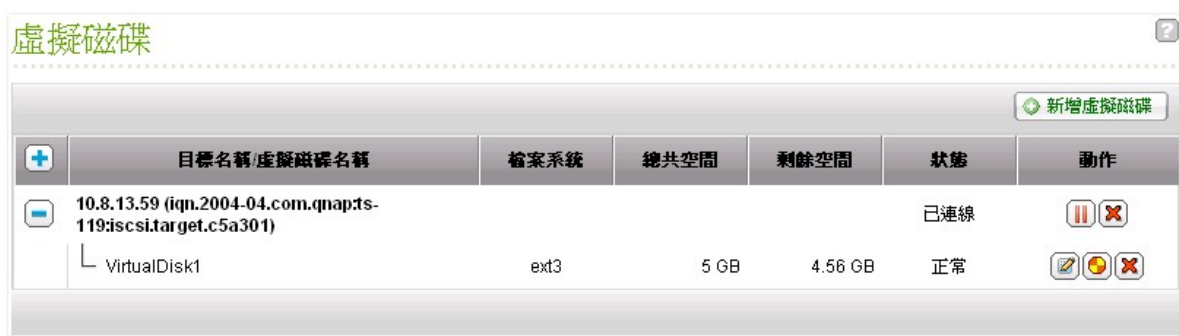 虛擬磁碟
?
新增虛擬磁碟
目標名稱/虛擬磁碟名稱 檔案系統 總共空間 剩餘空間 狀態 動作
10.8.13.59 (iqn.2004-04.com.qnap:ts-
119:iscsi.target.c5a301) 已連線
VirtualDisk1 ext3 5 GB 4.56 GB 正常